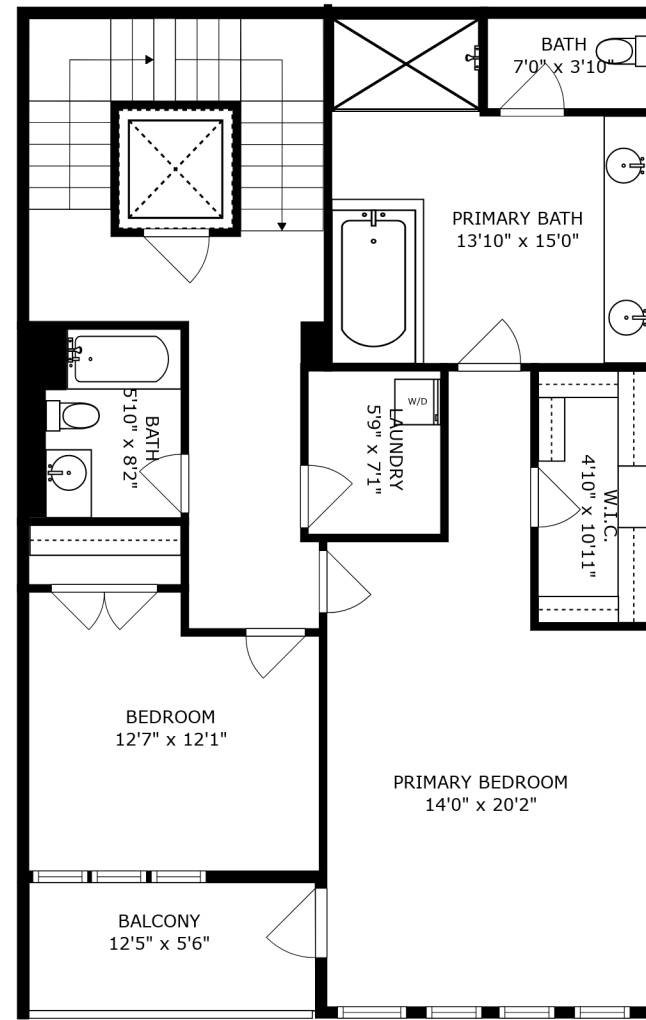 BATH
7'0" x 3'10"
PRIMARY BATH
13'10" x 15'0"
W/D
BATH
5'10" x 8'2"
LAUNDRY
5'9" x 7'1"
W.I.C.
4'10" x 10'11"
BEDROOM
12'7" x 12'1"
PRIMARY BEDROOM
14'0" x 20'2"
BALCONY
12'5" x 5'6"